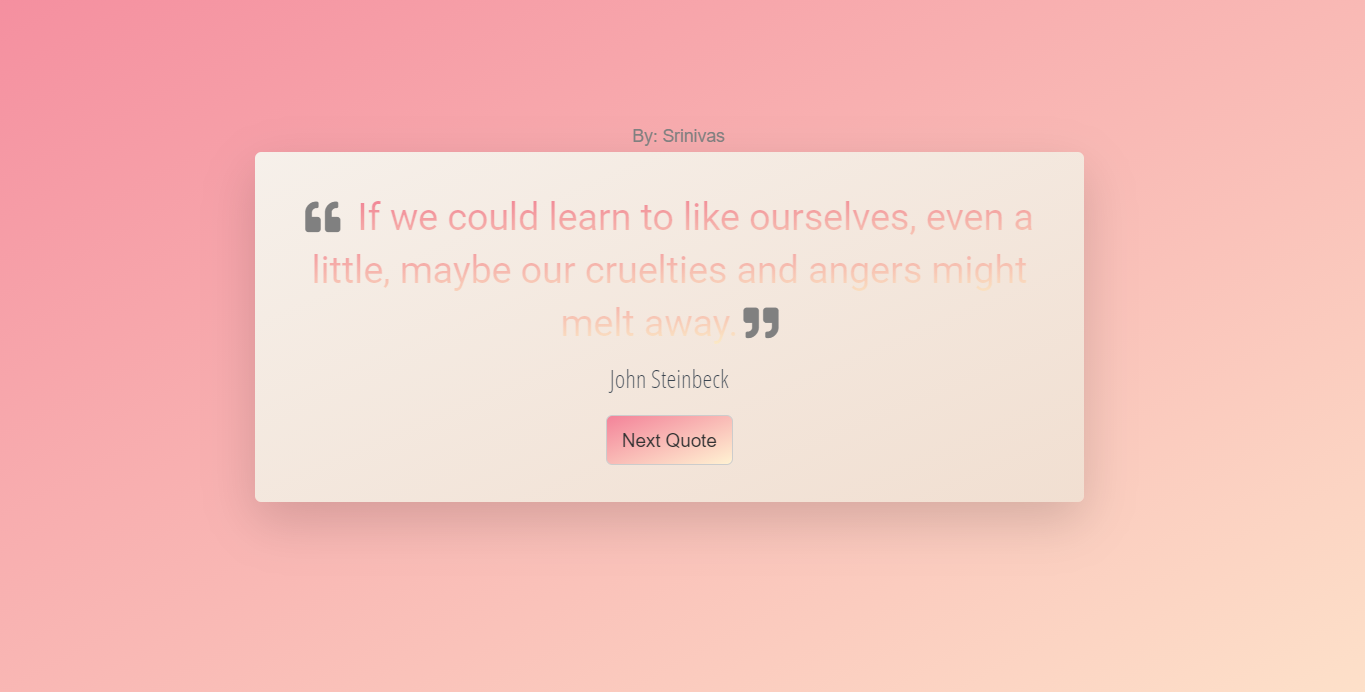 By: Srinivas
“ If we could learn to like ourselves, even a
little, maybe our cruelties and angers might
melt away. ”
John Steinbeck
Next Quote